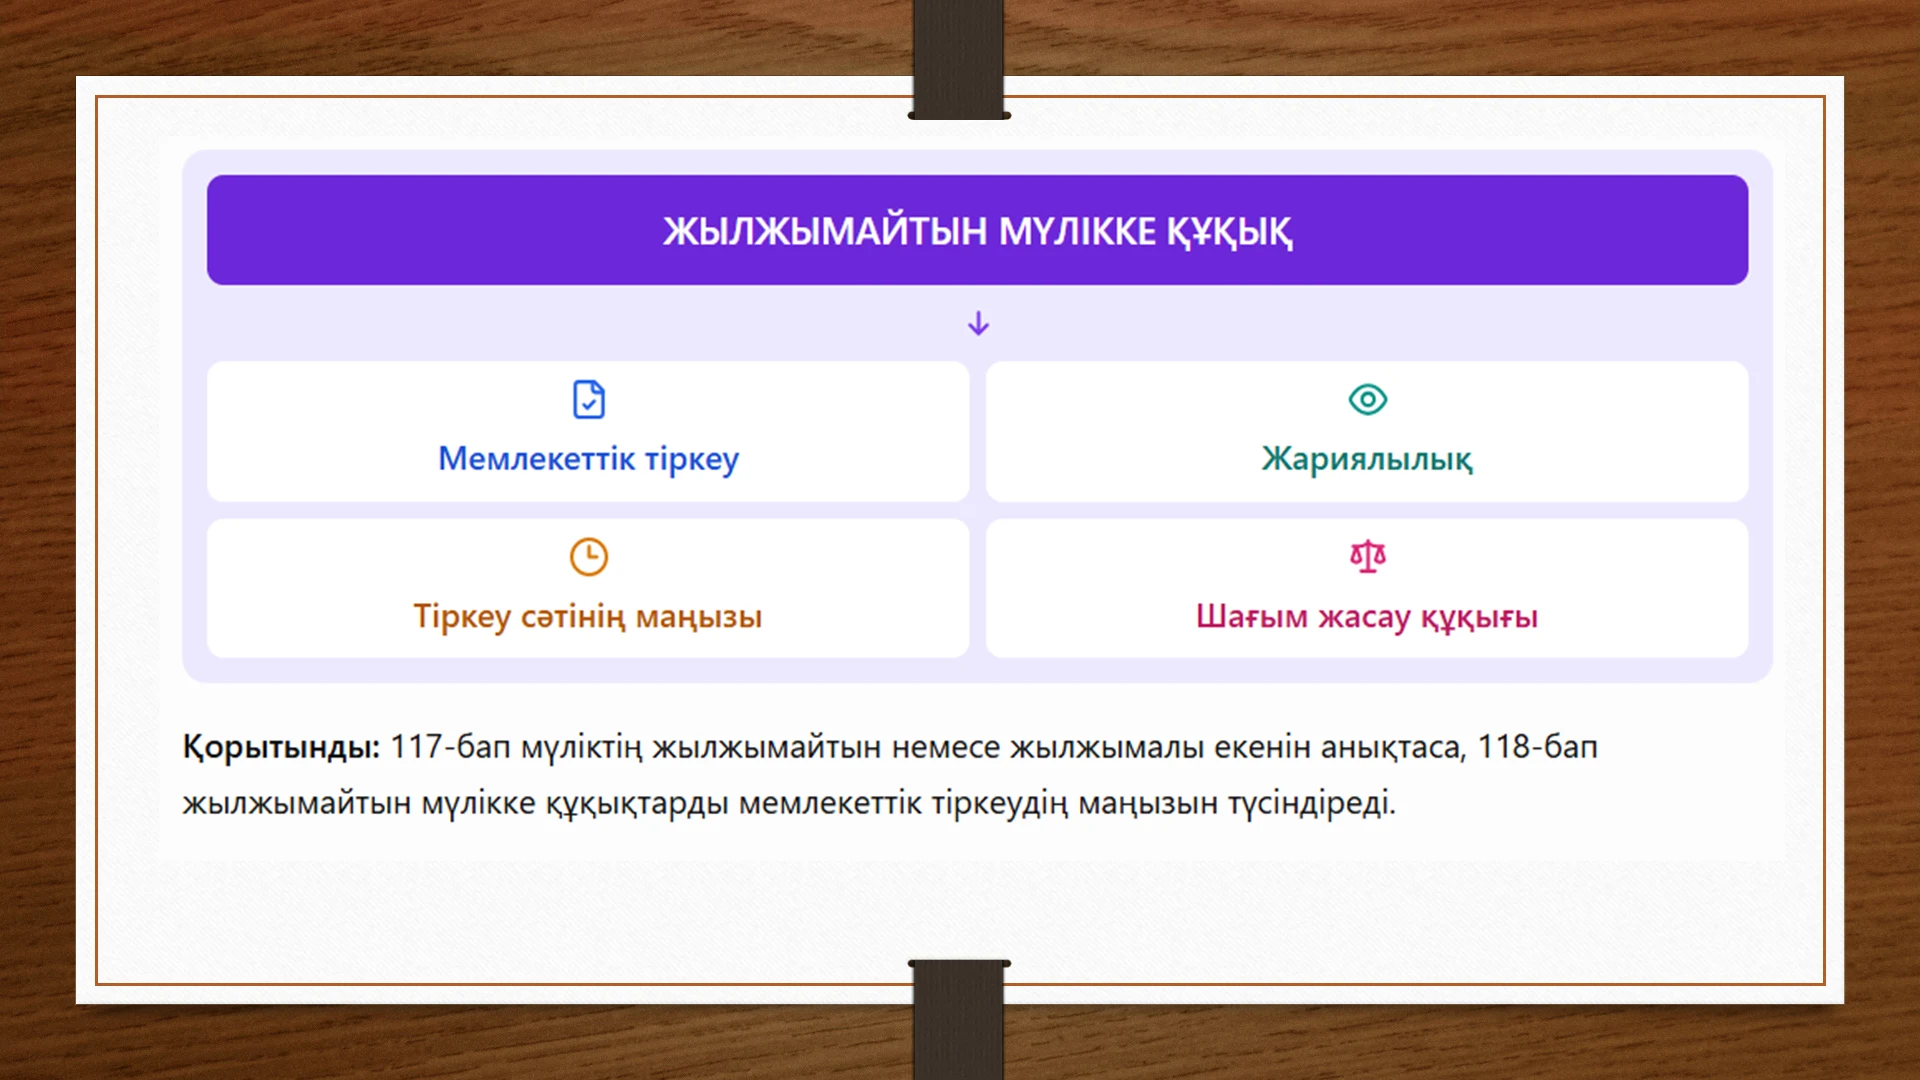 ЖЫЛЖЫМАЙТЫН МҮЛІККЕ ҚҰҚЫҚ
Мемлекеттік тіркеу
Жариялылық
Тіркеу сәтінің маңызы
Шағым жасау құқығы
Қорытынды: 117-бап мүліктің жылжымайтын немесе жылжымалы екенін анықтаса, 118-бап
жылжымайтын мүлікке құқықтарды мемлекеттік тіркеудің маңызын түсіндіреді.